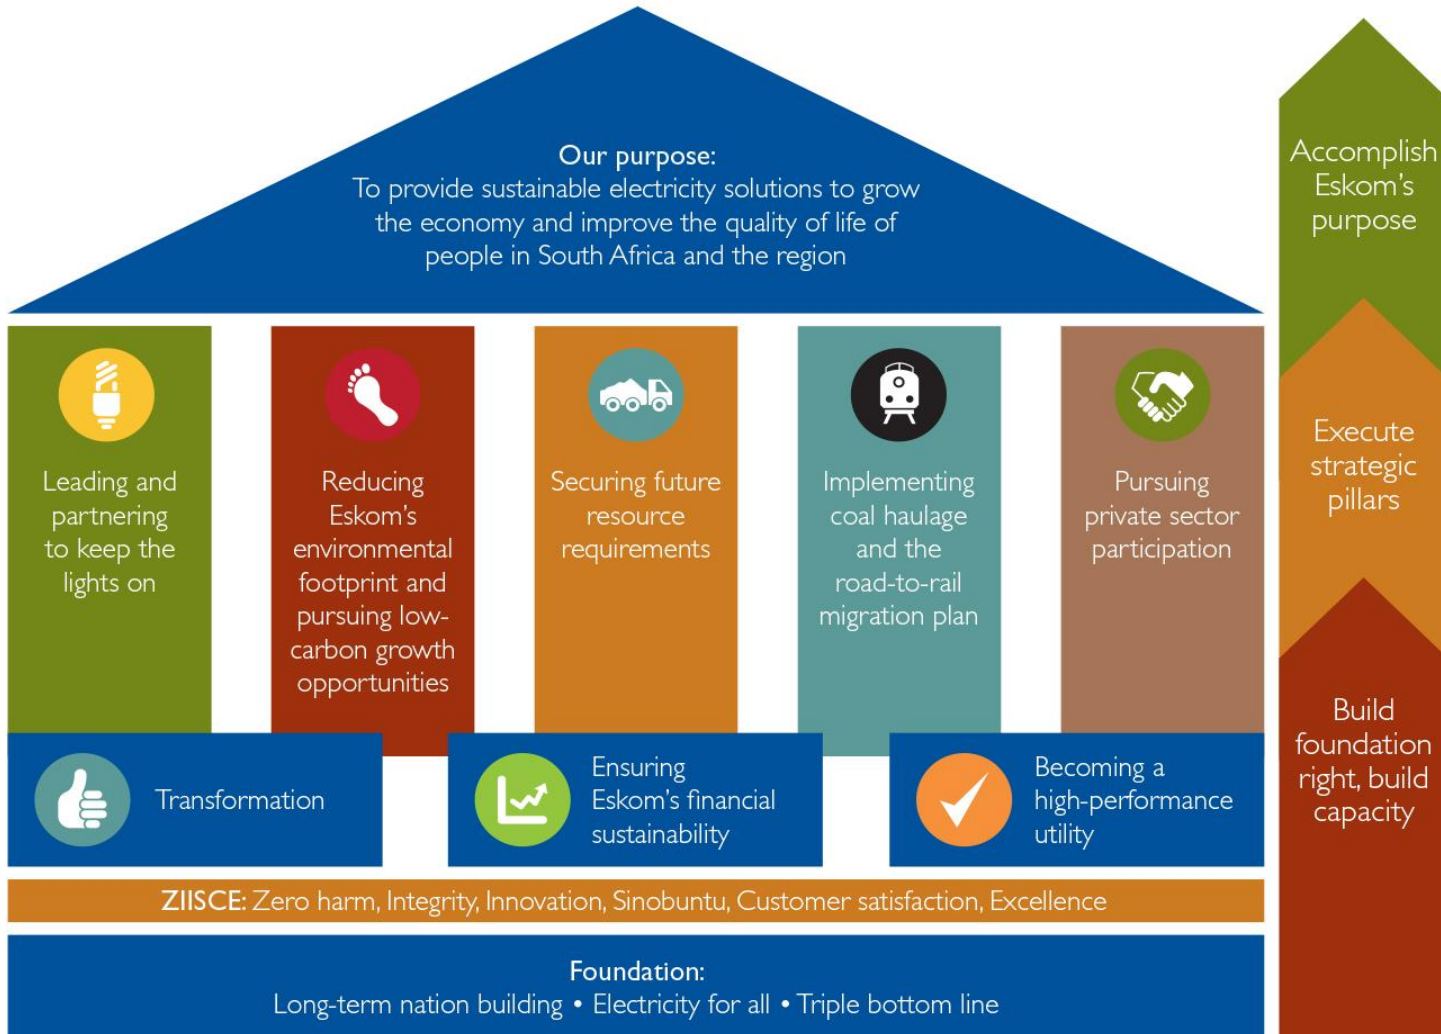 Our purpose:
To provide sustainable electricity solutions to grow
the economy and improve the quality of life of
people in South Africa and the region
Leading and
partnering
to keep the
lights on
Reducing
Eskom's
environmental
footprint and
pursuing low-
carbon growth
opportunities
Securing future
resource
requirements
Implementing
coal haulage
and the
road-to-rail
migration plan
Pursuing
private sector
participation
Transformation
Ensuring
Eskom's financial
sustainability
Becoming a
high-performance
utility
ZIISCE: Zero harm, Integrity, Innovation, Sinobuntu, Customer satisfaction, Excellence
Foundation:
Long-term nation building • Electricity for all • Triple bottom line
Accomplish
Eskom's
purpose
Execute
strategic
pillars
Build
foundation
right, build
capacity